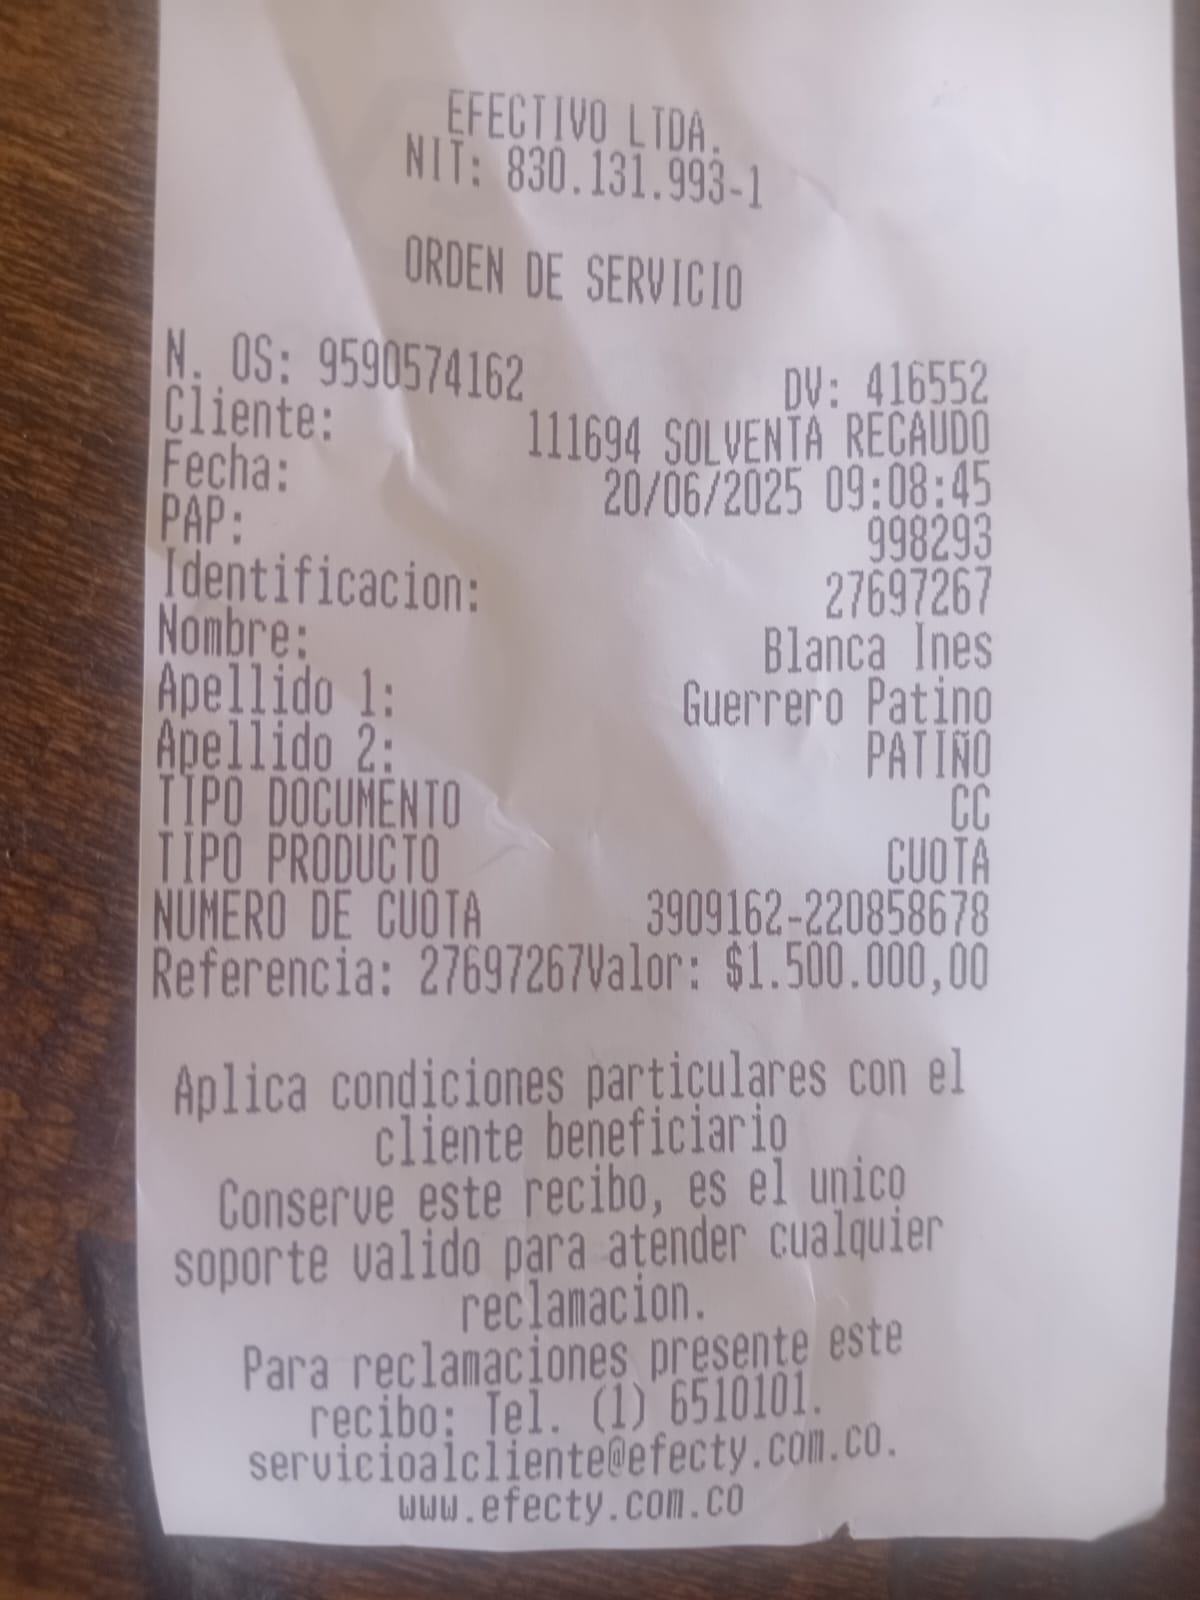 EFECTIVO LTDA.
NIT: 830.131.993-1
ORDEN DE SERVICIO
N. OS: 9590574162 DV: 416552
Cliente: 111694 SOLVENTA RECAUDO
Fecha: 20/06/2025 09:08:45
PAP: 998293
Identificacion: 27697267
Nombre: Blanca Ines
Apellido 1: Guerrero Patino
Apellido 2: PATIÑO
TIPO DOCUMENTO CC
TIPO PRODUCTO CUOTA
NUMERO DE CUOTA 3909162-220858678
Referencia: 27697267Valor: $1.500.000,00
Aplica condiciones particulares con el
cliente beneficiario
Conserve este recibo, es el unico
soporte valido para atender cualquier
reclamacion.
Para reclamaciones presente este
recibo: Tel. (1) 6510101.
servicioalcliente@efecty.com.co.
www.efecty.com.co